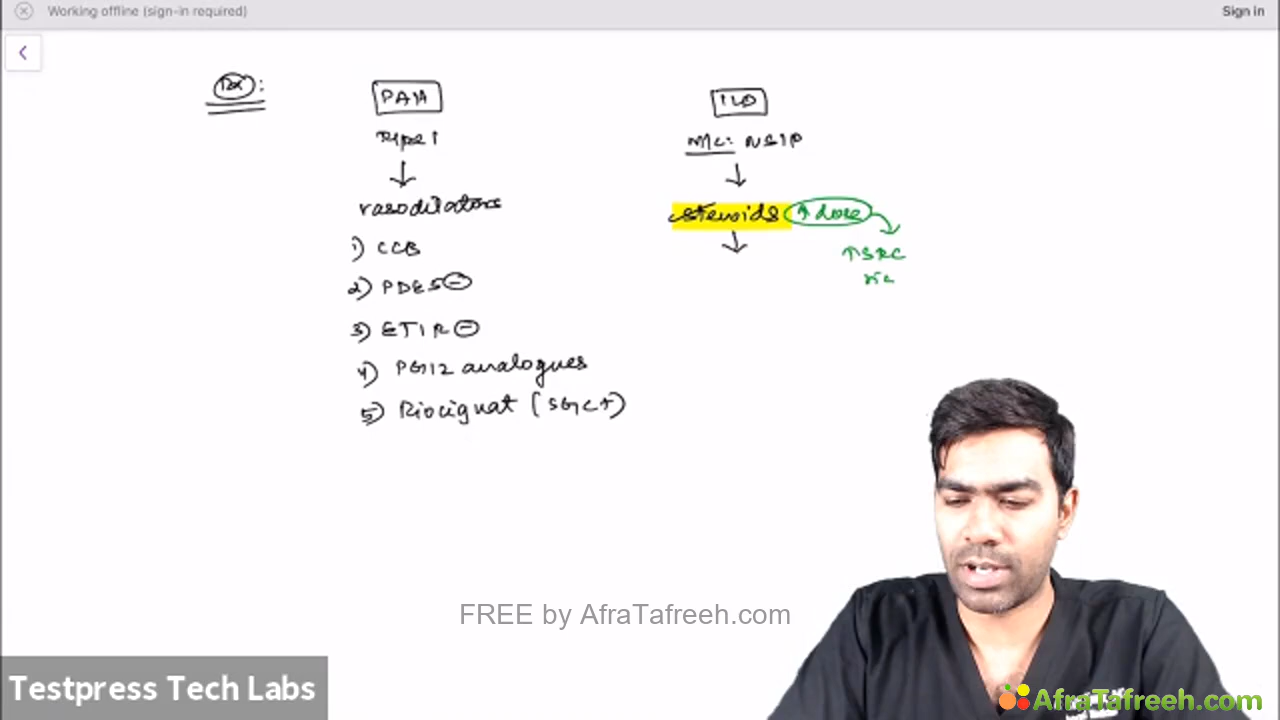 Working offline (sign-in required)
Sign in
Rx :
PAH
Type 1
vasodilators
1) CCB
2) PDE5 ⊖
3) ET1R ⊖
4) PGI2 analogues
5) Riociguat (SGC↑)
ILD
M/c: NSIP
steroids ↑ dose
↑SRC
FREE by AfraTafreeh.com
Testpress Tech Labs
AfraTafreeh.com